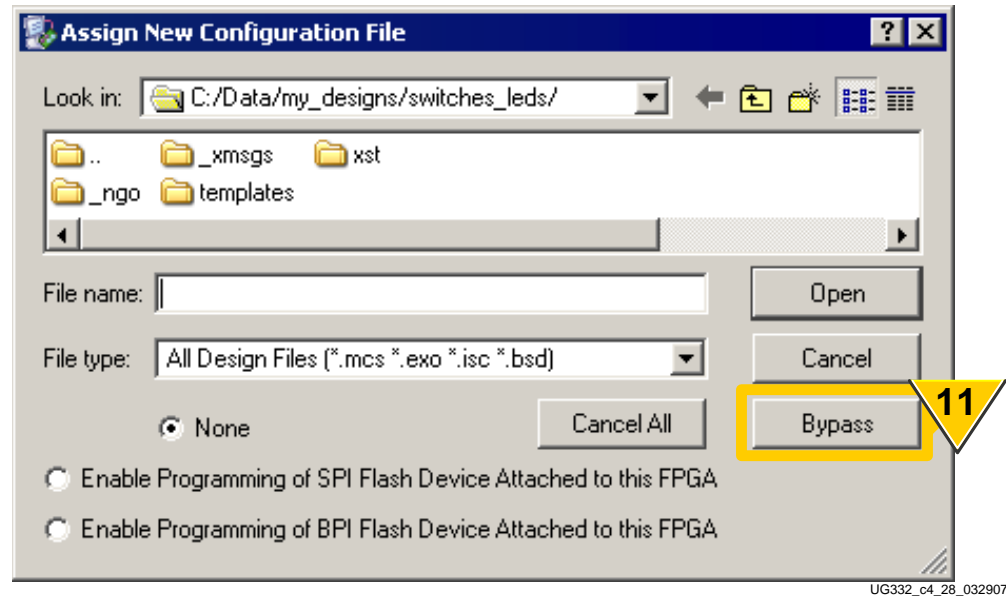 Assign New Configuration File
Look in: C:/Data/my_designs/switches_leds/
.. _xmsgs xst
_ngo templates
File name: Open
File type: All Design Files (*.mcs *.exo *.isc *.bsd) Cancel
None Cancel All Bypass 11
Enable Programming of SPI Flash Device Attached to this FPGA
Enable Programming of BPI Flash Device Attached to this FPGA
UG332_c4_28_032907